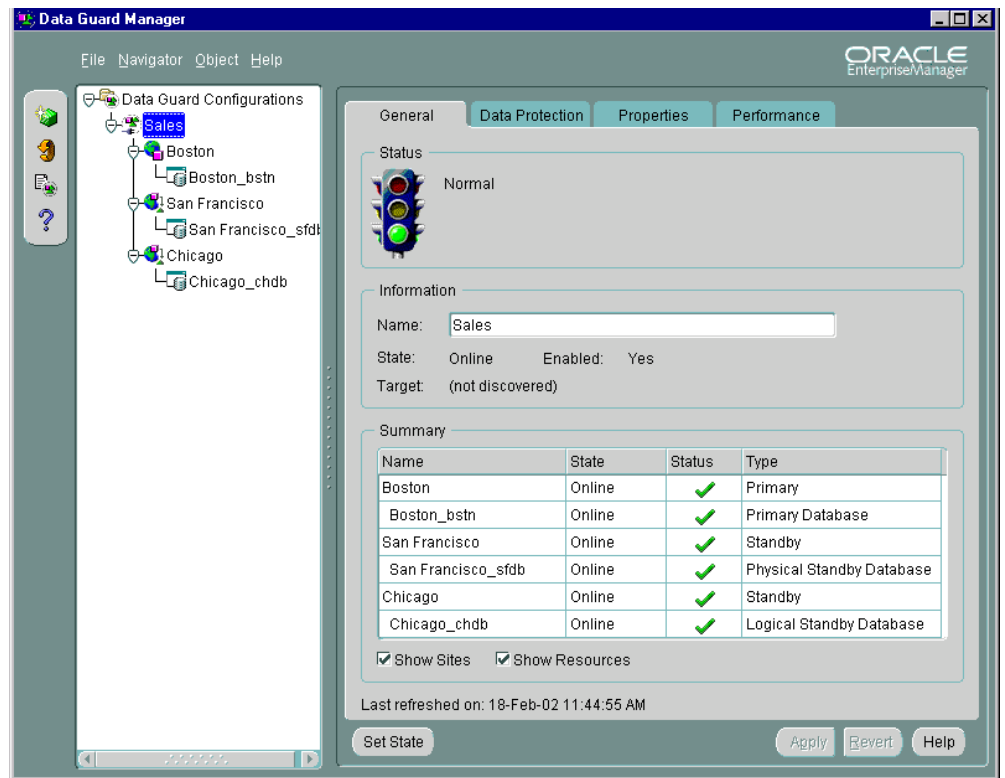 Data Guard Manager
File Navigator Object Help
ORACLE
EnterpriseManager
Data Guard Configurations
Sales
Boston
Boston_bstn
San Francisco
San Francisco_sfdb
Chicago
Chicago_chdb
General Data Protection Properties Performance
Status
Normal
Information
Name: Sales
State: Online Enabled: Yes
Target: (not discovered)
Summary
Name State Status Type
Boston Online Primary
Boston_bstn Online Primary Database
San Francisco Online Standby
San Francisco_sfdb Online Physical Standby Database
Chicago Online Standby
Chicago_chdb Online Logical Standby Database
Show Sites Show Resources
Last refreshed on: 18-Feb-02 11:44:55 AM
Set State Apply Revert Help